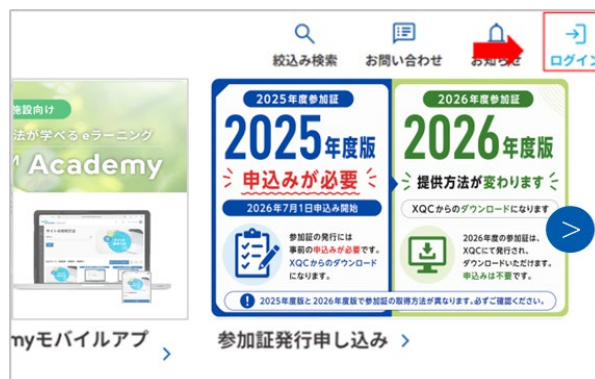 絞込み検索
お問い合わせ
お知らせ
ログイン
施設向け
法が学べるeラーニング
Academy
myモバイルアプ
2025年度参加証
2025年度版
申込みが必要
2026年7月1日申込み開始
参加証の発行には
事前の申込みが必要です。
XQCからのダウンロード
になります。
2026年度参加証
2026年度版
提供方法が変わります
XQCからのダウンロードになります
2026年度の参加証は、
XQCにて発行され、
ダウンロードいただけます。
申込みは不要です。
2025年度版と2026年度版で参加証の取得方法が異なります。必ずご確認ください。
参加証発行申し込み